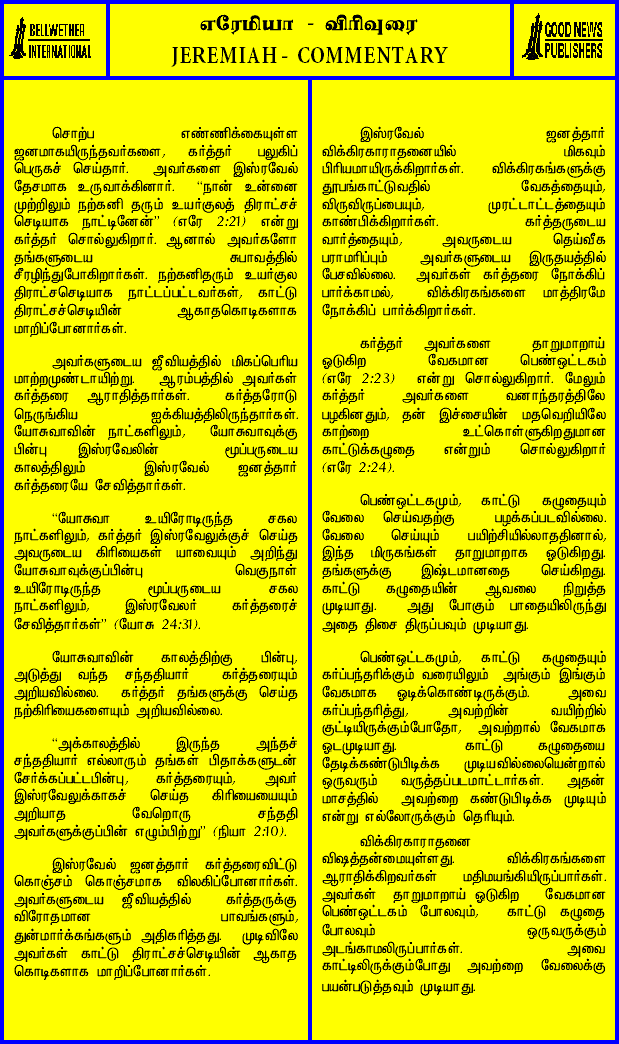 BELLWETHER
INTERNATIONAL
எரேமியா - விரிவுரை
JEREMIAH - COMMENTARY
GOOD NEWS
PUBLISHERS
சொற்ப எண்ணிக்கையுள்ள
ஜனமாகயிருந்தவர்களை, கர்த்தர் பலுகிப்
பெருகச் செய்தார். அவர்களை இஸ்ரவேல்
தேசமாக உருவாக்கினார். “நான் உன்னை
முற்றிலும் நற்கனி தரும் உயர்குலத் திராட்சச்
செடியாக நாட்டினேன்” (எரே 2:21) என்று
கர்த்தர் சொல்லுகிறார். ஆனால் அவர்களோ
தங்களுடைய சுபாவத்தில்
சீரழிந்துபோகிறார்கள். நற்கனிதரும் உயர்குல
திராட்சசெடியாக நாட்டப்பட்டவர்கள், காட்டு
திராட்சச்செடியின் ஆகாதகொடிகளாக
மாறிப்போனார்கள்.
அவர்களுடைய ஜீவியத்தில் மிகப்பெரிய
மாற்றமுண்டாயிற்று. ஆரம்பத்தில் அவர்கள்
கர்த்தரை ஆராதித்தார்கள். கர்த்தரோடு
நெருங்கிய ஐக்கியத்திலிருந்தார்கள்.
யோசுவாவின் நாட்களிலும், யோசுவாவுக்கு
பின்பு இஸ்ரவேலின் மூப்பருடைய
காலத்திலும் இஸ்ரவேல் ஜனத்தார்
கர்த்தரையே சேவித்தார்கள்.
“யோசுவா உயிரோடிருந்த சகல
நாட்களிலும், கர்த்தர் இஸ்ரவேலுக்குச் செய்த
அவருடைய கிரியைகள் யாவையும் அறிந்து
யோசுவாவுக்குப்பின்பு வெகுநாள்
உயிரோடிருந்த மூப்பருடைய சகல
நாட்களிலும், இஸ்ரவேலர் கர்த்தரைச்
சேவித்தார்கள்” (யோசு 24:31).
யோசுவாவின் காலத்திற்கு பின்பு,
அடுத்து வந்த சந்ததியார் கர்த்தரையும்
அறியவில்லை. கர்த்தர் தங்களுக்கு செய்த
நற்கிரியைகளையும் அறியவில்லை.
“அக்காலத்தில் இருந்த அந்தச்
சந்ததியார் எல்லாரும் தங்கள் பிதாக்களுடன்
சேர்க்கப்பட்டபின்பு, கர்த்தரையும், அவர்
இஸ்ரவேலுக்காகச் செய்த கிரியையையும்
அறியாத வேறொரு சந்ததி
அவர்களுக்குப்பின் எழும்பிற்று” (நியா 2:10).
இஸ்ரவேல் ஜனத்தார் கர்த்தரைவிட்டு
கொஞ்சம் கொஞ்சமாக விலகிப்போனார்கள்.
அவர்களுடைய ஜீவியத்தில் கர்த்தருக்கு
விரோதமான பாவங்களும்,
துன்மார்க்கங்களும் அதிகரித்தது. முடிவிலே
அவர்கள் காட்டு திராட்சச்செடியின் ஆகாத
கொடிகளாக மாறிப்போனார்கள்.
இஸ்ரவேல் ஜனத்தார்
விக்கிரகாராதனையில் மிகவும்
பிரியமாயிருக்கிறார்கள். விக்கிரகங்களுக்கு
தூபங்காட்டுவதில் வேகத்தையும்,
விருவிருப்பையும், முரட்டாட்டத்தையும்
காண்பிக்கிறார்கள். கர்த்தருடைய
வார்த்தையும், அவருடைய தெய்வீக
பராமரிப்பும் அவர்களுடைய இருதயத்தில்
பேசவில்லை. அவர்கள் கர்த்தரை நோக்கிப்
பார்க்காமல், விக்கிரகங்களை மாத்திரமே
நோக்கிப் பார்க்கிறார்கள்.
கர்த்தர் அவர்களை தாறுமாறாய்
ஓடுகிற வேகமான பெண்ஒட்டகம்
(எரே 2:23) என்று சொல்லுகிறார். மேலும்
கர்த்தர் அவர்களை வனாந்தரத்திலே
பழகினதும், தன் இச்சையின் மதவெறியிலே
காற்றை உட்கொள்ளுகிறதுமான
காட்டுக்கழுதை என்றும் சொல்லுகிறார்
(எரே 2:24).
பெண்ஒட்டகமும், காட்டு கழுதையும்
வேலை செய்வதற்கு பழக்கப்படவில்லை.
வேலை செய்யும் பயிற்சியில்லாததினால்,
இந்த மிருகங்கள் தாறுமாறாக ஓடுகிறது.
தங்களுக்கு இஷ்டமானதை செய்கிறது.
காட்டு கழுதையின் ஆவலை நிறுத்த
முடியாது. அது போகும் பாதையிலிருந்து
அதை திசை திருப்பவும் முடியாது.
பெண்ஒட்டகமும், காட்டு கழுதையும்
கர்ப்பந்தரிக்கும் வரையிலும் அங்கும் இங்கும்
வேகமாக ஓடிக்கொண்டிருக்கும். அவை
கர்ப்பந்தரித்து, அவற்றின் வயிற்றில்
குட்டியிருக்கும்போதோ, அவற்றால் வேகமாக
ஓடமுடியாது. காட்டு கழுதையை
தேடிக்கண்டுபிடிக்க முடியவில்லையென்றால்
ஒருவரும் வருத்தப்படமாட்டார்கள். அதன்
மாசத்தில் அவற்றை கண்டுபிடிக்க முடியும்
என்று எல்லோருக்கும் தெரியும்.
விக்கிரகாராதனை
விஷத்தன்மையுள்ளது. விக்கிரகங்களை
ஆராதிக்கிறவர்கள் மதிமயங்கியிருப்பார்கள்.
அவர்கள் தாறுமாறாய் ஓடுகிற வேகமான
பெண்ஒட்டகம் போலவும், காட்டு கழுதை
போலவும் ஒருவருக்கும்
அடங்காமலிருப்பார்கள். அவை
காட்டிலிருக்கும்போது அவற்றை வேலைக்கு
பயன்படுத்தவும் முடியாது.